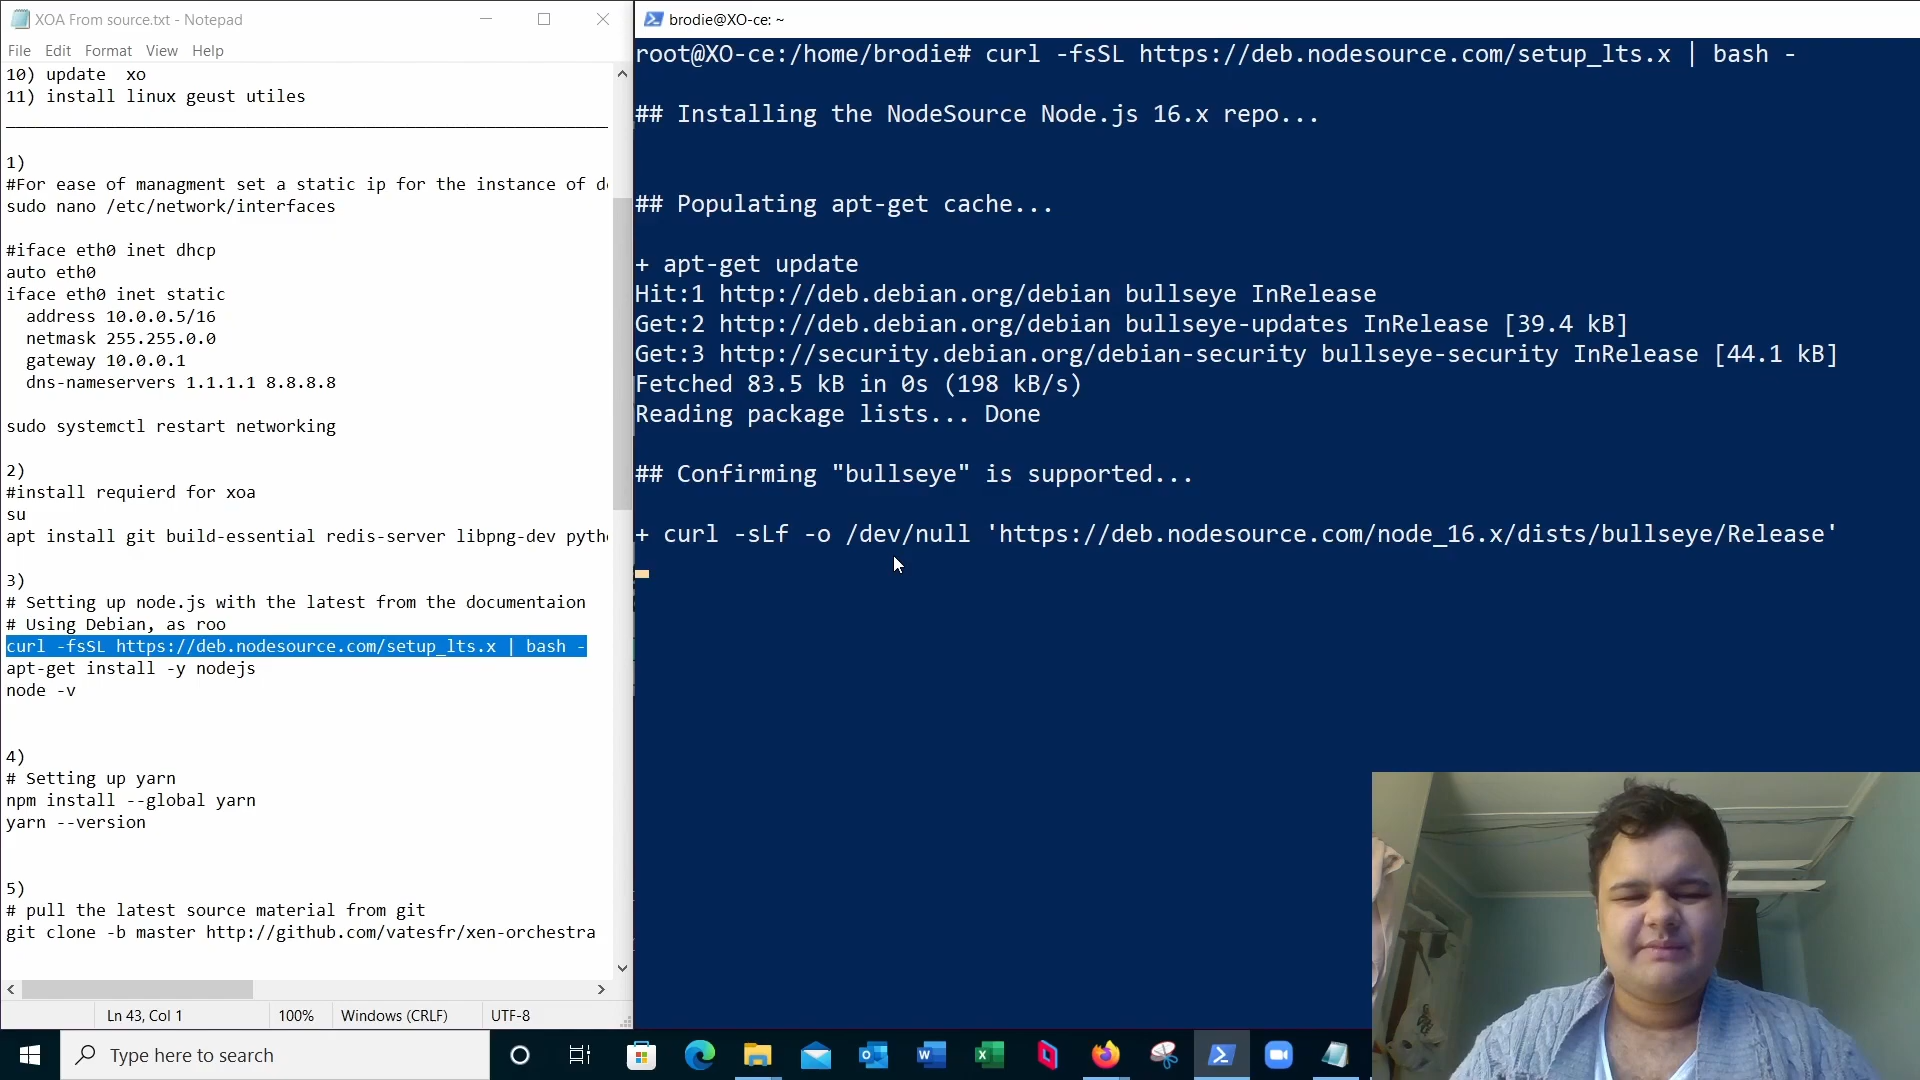 XOA From source.txt - Notepad
File Edit Format View Help
10) update  xo
11) install linux geust utiles
1)
#For ease of managment set a static ip for the instance of de
sudo nano /etc/network/interfaces
#iface eth0 inet dhcp
auto eth0
iface eth0 inet static
address 10.0.0.5/16
netmask 255.255.0.0
gateway 10.0.0.1
dns-nameservers 1.1.1.1 8.8.8.8
sudo systemctl restart networking
2)
#install requierd for xoa
su
apt install git build-essential redis-server libpng-dev pytho
3)
# Setting up node.js with the latest from the documentaion
# Using Debian, as roo
curl -fsSL https://deb.nodesource.com/setup_lts.x | bash -
apt-get install -y nodejs
node -v
4)
# Setting up yarn
npm install --global yarn
yarn --version
5)
# pull the latest source material from git
git clone -b master http://github.com/vatesfr/xen-orchestra
Ln 43, Col 1 100% Windows (CRLF) UTF-8
brodie@XO-ce: ~
root@XO-ce:/home/brodie# curl -fsSL https://deb.nodesource.com/setup_lts.x | bash -
## Installing the NodeSource Node.js 16.x repo...
## Populating apt-get cache...
+ apt-get update
Hit:1 http://deb.debian.org/debian bullseye InRelease
Get:2 http://deb.debian.org/debian bullseye-updates InRelease [39.4 kB]
Get:3 http://security.debian.org/debian-security bullseye-security InRelease [44.1 kB]
Fetched 83.5 kB in 0s (198 kB/s)
Reading package lists... Done
## Confirming "bullseye" is supported...
+ curl -sLf -o /dev/null 'https://deb.nodesource.com/node_16.x/dists/bullseye/Release'
Type here to search